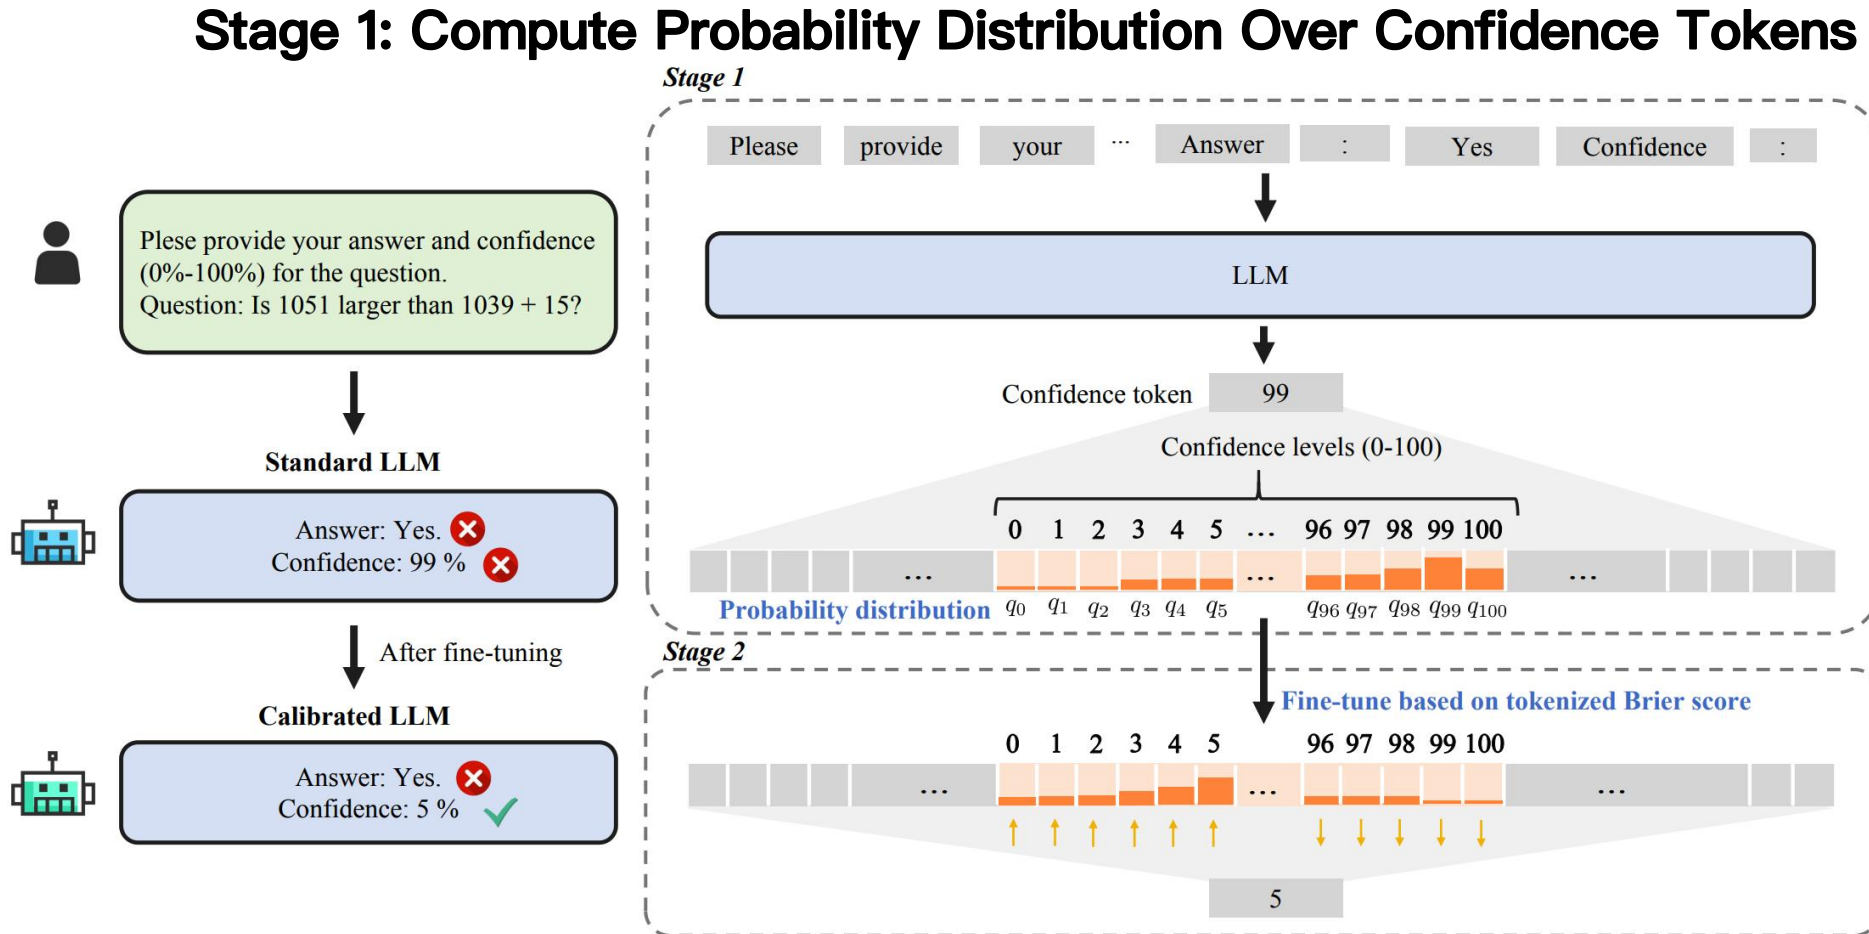 Stage 1: Compute Probability Distribution Over Confidence Tokens
Plese provide your answer and confidence
(0%-100%) for the question.
Question: Is 1051 larger than 1039 + 15?
Standard LLM
Answer: Yes.
Confidence: 99 %
After fine-tuning
Calibrated LLM
Answer: Yes.
Confidence: 5 %
Stage 1
Please provide your ... Answer : Yes Confidence :
LLM
Confidence token 99
Confidence levels (0-100)
0 1 2 3 4 5 ... 96 97 98 99 100
... ... ...
Probability distribution q0 q1 q2 q3 q4 q5 q96 q97 q98 q99 q100
Stage 2
Fine-tune based on tokenized Brier score
0 1 2 3 4 5 96 97 98 99 100
... ... ...
5